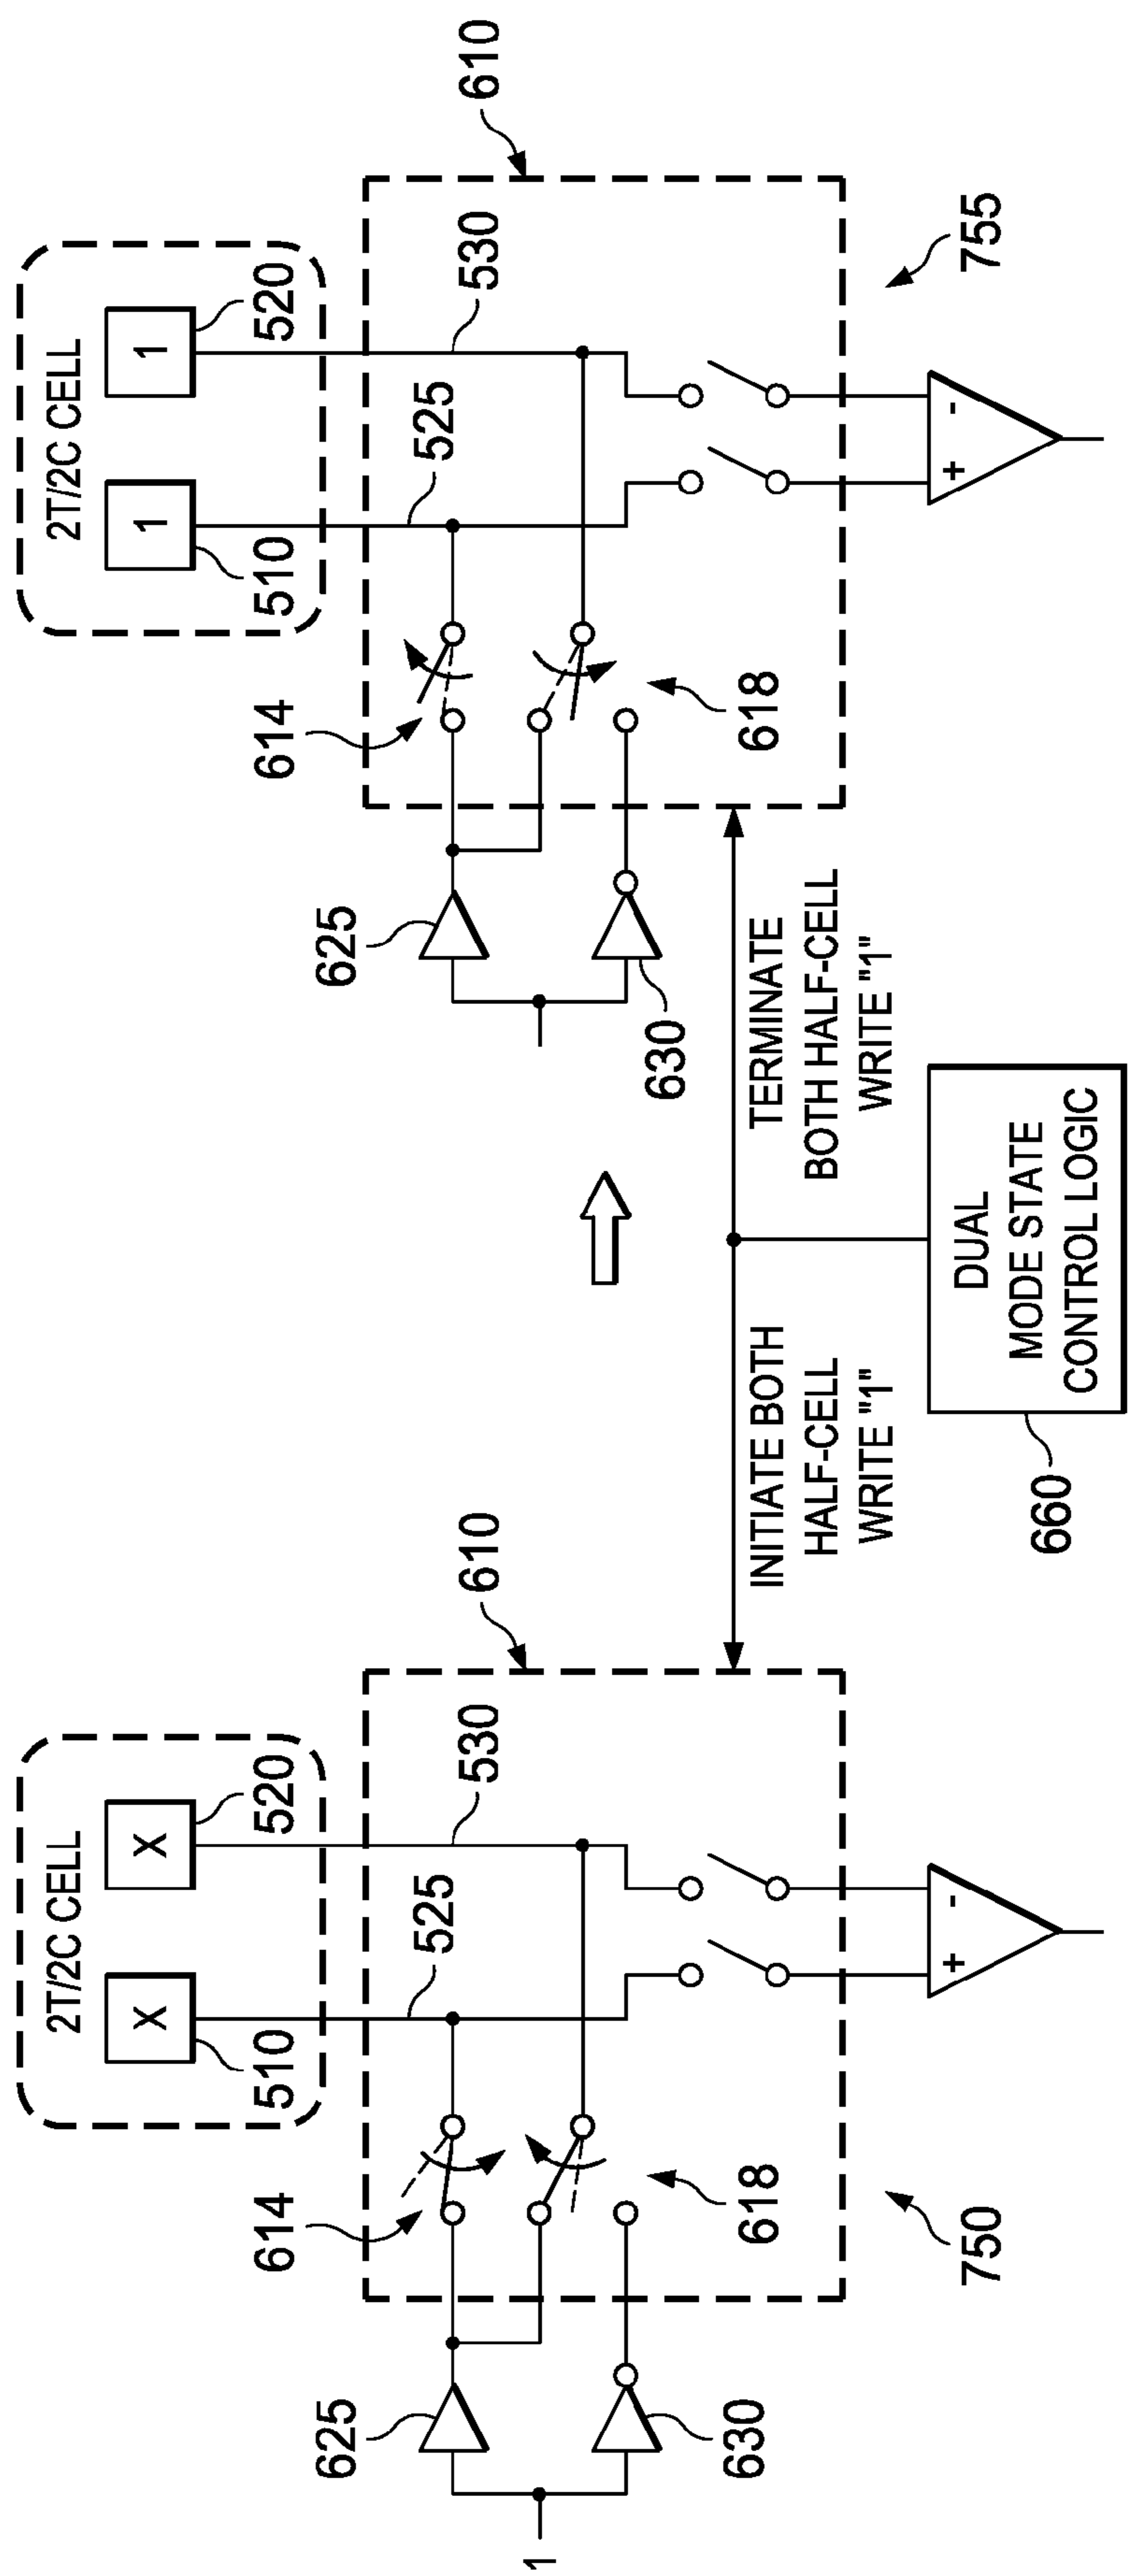 2T/2C CELL
X
X
510
520
525
530
610
614
618
625
630
1
+
-
750
INITIATE BOTH
HALF-CELL
WRITE "1"
DUAL
MODE STATE
CONTROL LOGIC
660
TERMINATE
BOTH HALF-CELL
WRITE "1"
2T/2C CELL
1
1
510
520
525
530
610
614
618
625
630
+
-
755